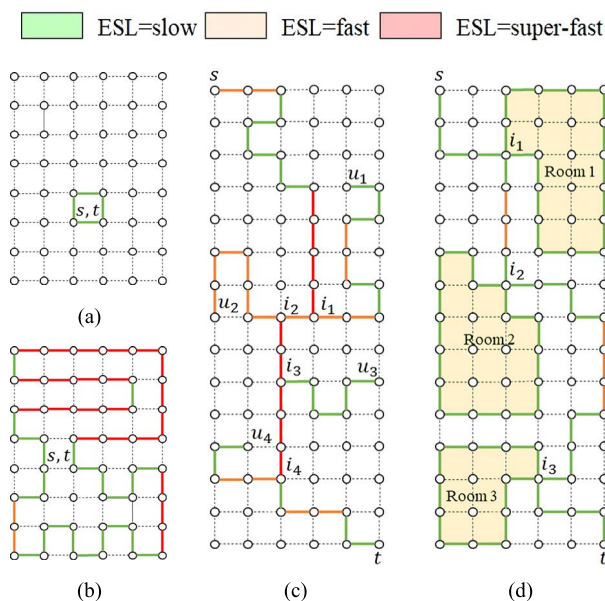 ESL=slow ESL=fast ESL=super-fast
s s
i₁
u₁ Room 1
s, t
i₂
u₂ i₂ i₁
(a)
Room 2
i₃ u₃
s, t u₄
i₄ i₃
Room 3
t t
(b) (c) (d)